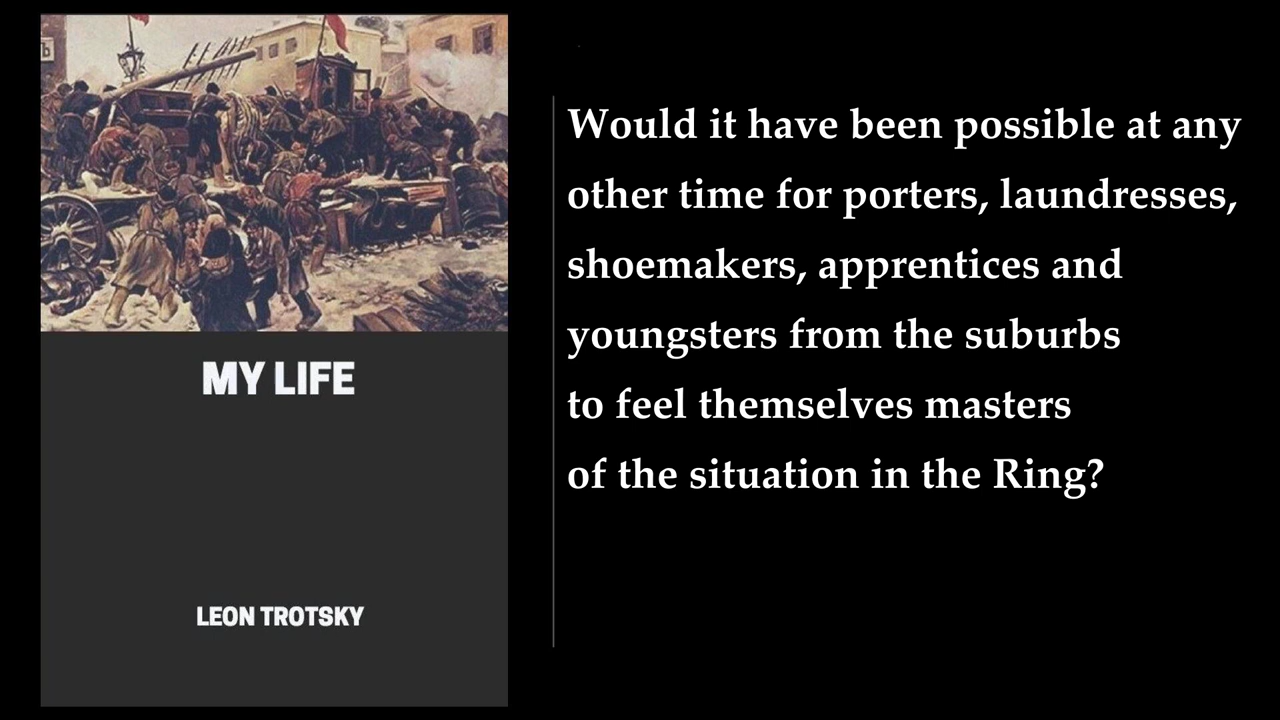 MY LIFE
LEON TROTSKY
Would it have been possible at any
other time for porters, laundresses,
shoemakers, apprentices and
youngsters from the suburbs
to feel themselves masters
of the situation in the Ring?